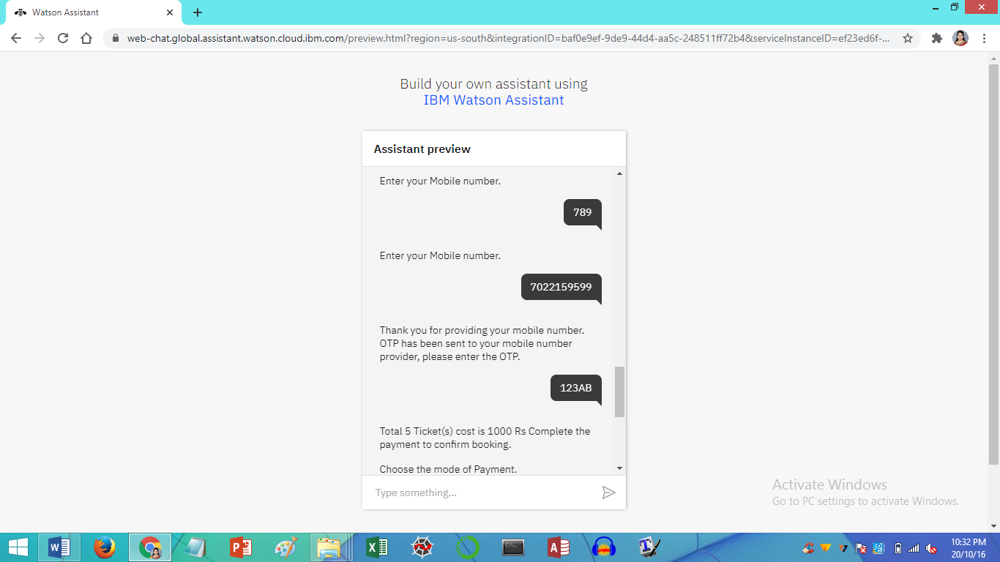 Watson Assistant
web-chat.global.assistant.watson.cloud.ibm.com/preview.html?region=us-south&integrationID=baf0e9ef-9de9-44d4-aa5c-248511ff72b4&serviceInstanceID=ef23ed6f-...
Build your own assistant using
IBM Watson Assistant
Assistant preview
Enter your Mobile number.
789
Enter your Mobile number.
7022159599
Thank you for providing your mobile number.
OTP has been sent to your mobile number
provider, please enter the OTP.
123AB
Total 5 Ticket(s) cost is 1000 Rs Complete the
payment to confirm booking.
Choose the mode of Payment.
Type something...
Activate Windows
Go to PC settings to activate Windows.
10:32 PM
20/10/16